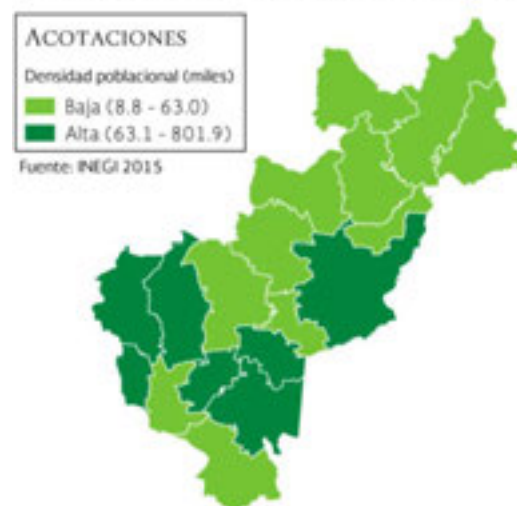 ACOTACIONES
Densidad poblacional (miles)
Baja (8.8 - 63.0)
Alta (63.1 - 801.9)
Fuente: INEGI 2015